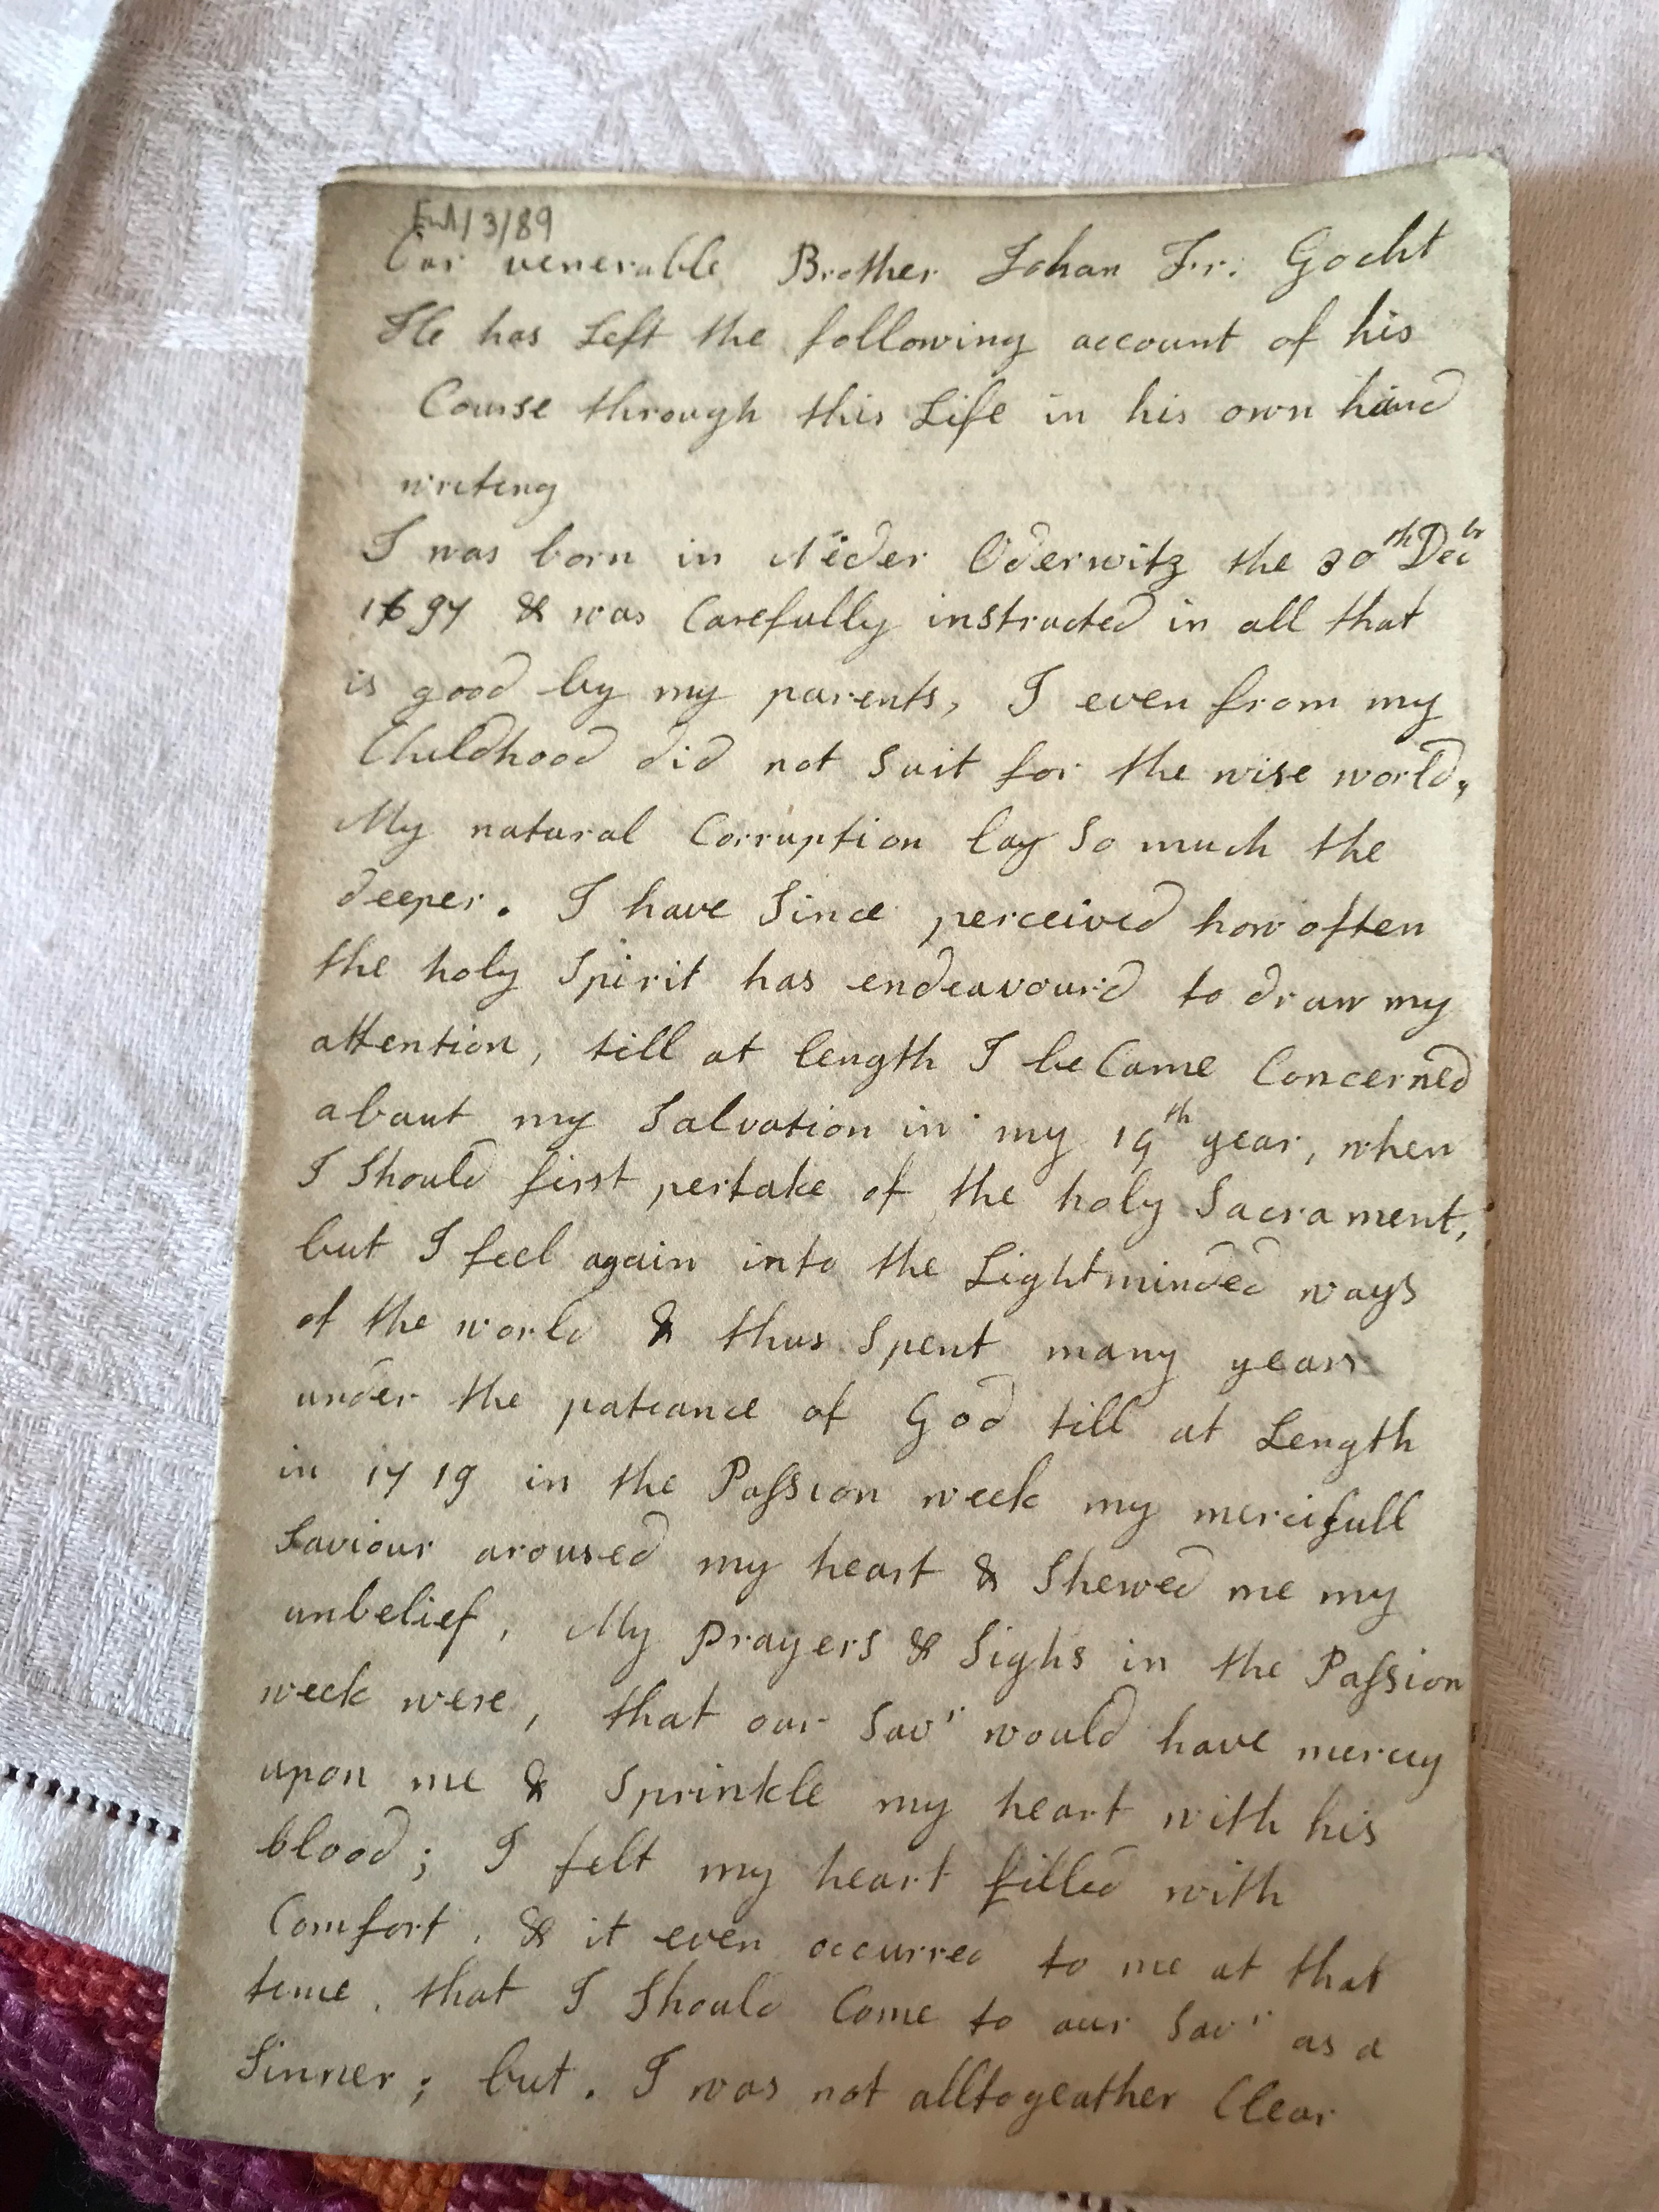 /3/89
Our venerable Brother Johan Fr: Gocht
He has Left the following account of his
Course through this Life in his own hand
writeng
I was born in Nieder Oderwitz the 30th Decbr
1697 & was Carefully instructed in all that
is good by my parents, I even from my
Childhood did not Suit for the wise world,
My natural Corruption lay So much the
deeper. I have Since perceived how often
the holy Spirit has endeavour'd to draw my
attention, till at length I be Came Concerned
about my Salvation in my 19th year, when
I Should first pertake of the holy Sacrament,
but I feel again into the Lightminded ways
of the world & thus Spent many years
under the pateance of God till at Length
in 1719 in the Paſsion week my mercifull
Saviour aroused my heart & Shewed me my
unbelief, My Prayers & Sighs in the Paſsion
week were, that our Savr would have mercy
upon me & Sprinkle my heart with his
blood; I felt my heart filled with
Comfort, & it even occurred to me at that
teme, that I Should Come to our Savr as a
Sinner; but. I was not alltogeather Clear